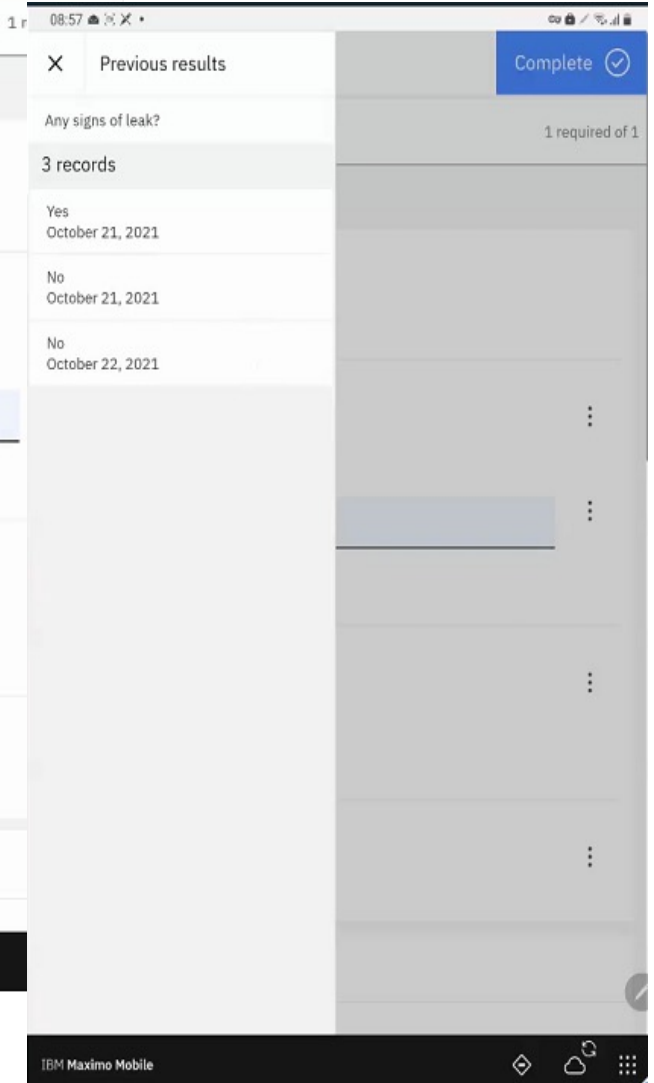 1 r
08:57
Previous results
Complete
Any signs of leak?
1 required of 1
3 records
Yes
October 21, 2021
No
October 21, 2021
No
October 22, 2021
IBM Maximo Mobile